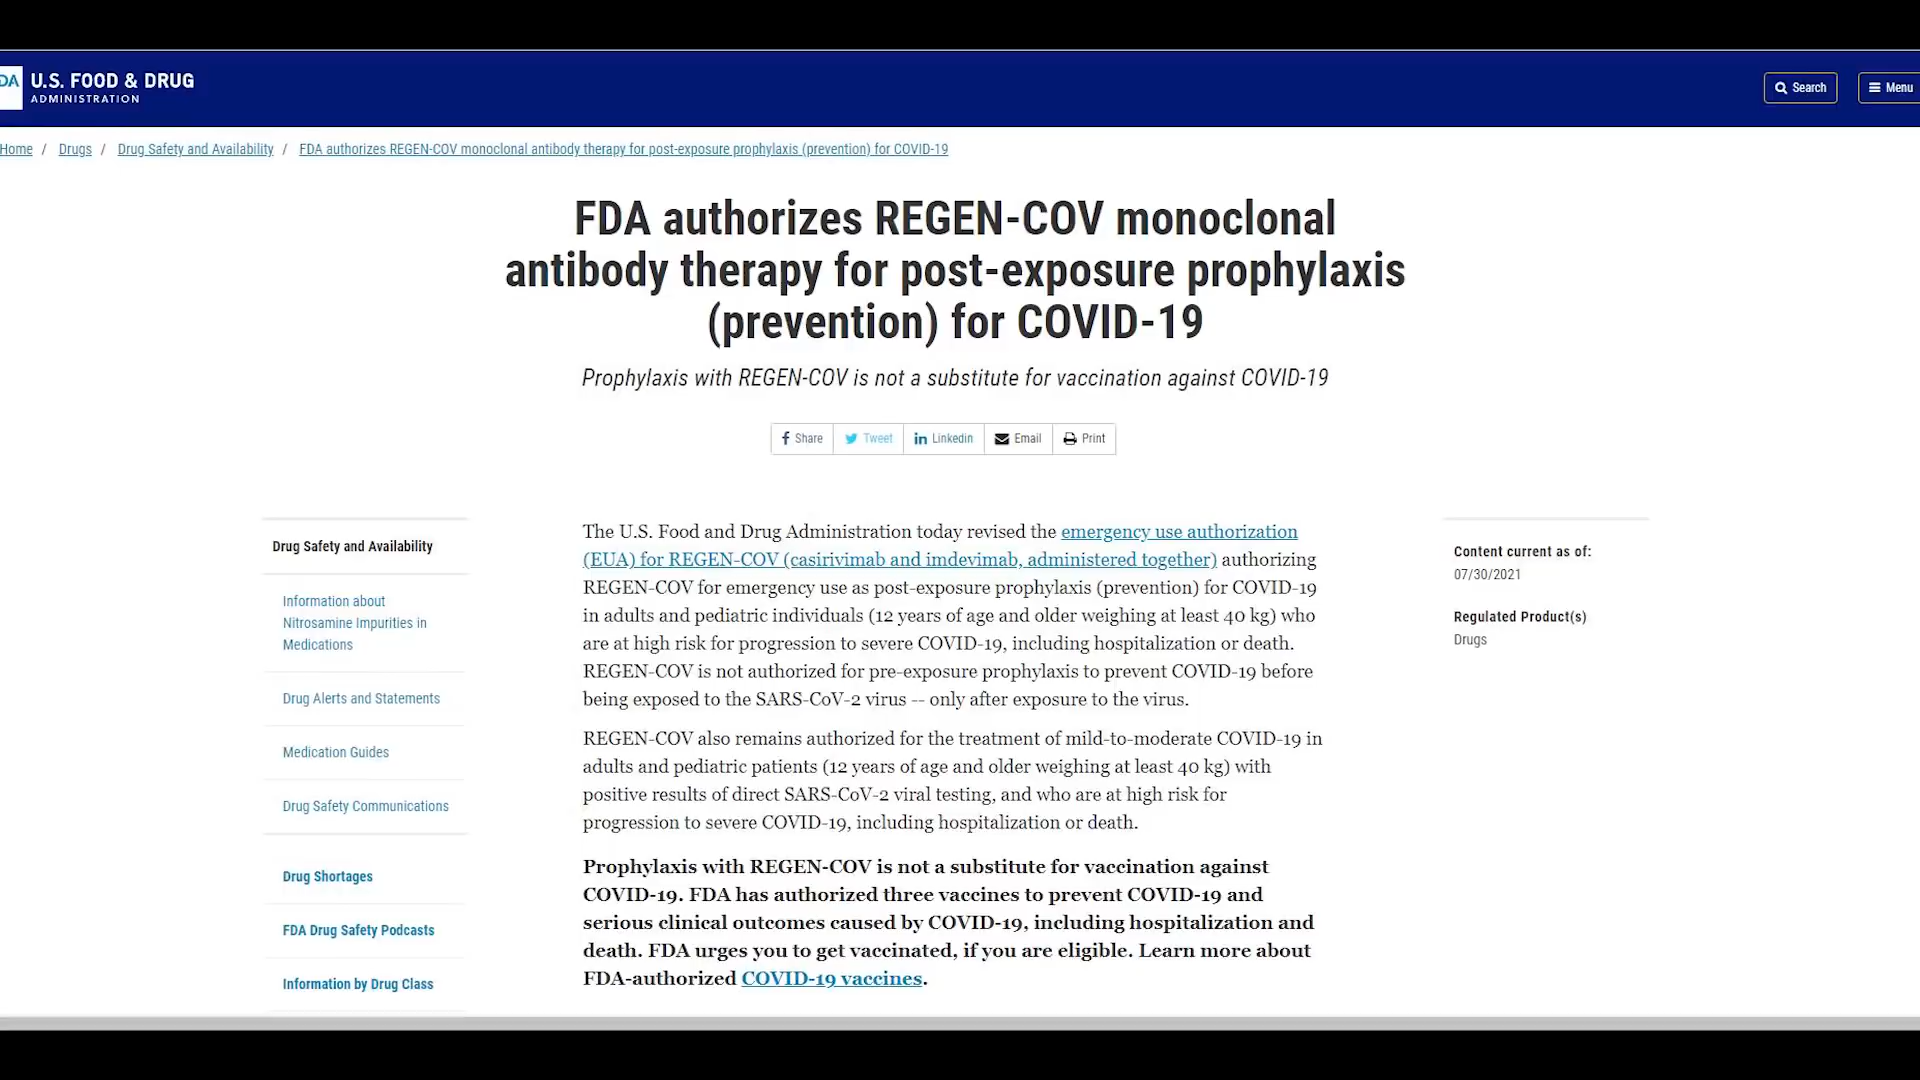 DA U.S. FOOD & DRUG
ADMINISTRATION
Search
Menu
Home / Drugs / Drug Safety and Availability / FDA authorizes REGEN-COV monoclonal antibody therapy for post-exposure prophylaxis (prevention) for COVID-19
FDA authorizes REGEN-COV monoclonal
antibody therapy for post-exposure prophylaxis
(prevention) for COVID-19
Prophylaxis with REGEN-COV is not a substitute for vaccination against COVID-19
Share Tweet Linkedin Email Print
Drug Safety and Availability
Information about
Nitrosamine Impurities in
Medications
Drug Alerts and Statements
Medication Guides
Drug Safety Communications
Drug Shortages
FDA Drug Safety Podcasts
Information by Drug Class
The U.S. Food and Drug Administration today revised the emergency use authorization
(EUA) for REGEN-COV (casirivimab and imdevimab, administered together) authorizing
REGEN-COV for emergency use as post-exposure prophylaxis (prevention) for COVID-19
in adults and pediatric individuals (12 years of age and older weighing at least 40 kg) who
are at high risk for progression to severe COVID-19, including hospitalization or death.
REGEN-COV is not authorized for pre-exposure prophylaxis to prevent COVID-19 before
being exposed to the SARS-CoV-2 virus -- only after exposure to the virus.
REGEN-COV also remains authorized for the treatment of mild-to-moderate COVID-19 in
adults and pediatric patients (12 years of age and older weighing at least 40 kg) with
positive results of direct SARS-CoV-2 viral testing, and who are at high risk for
progression to severe COVID-19, including hospitalization or death.
Prophylaxis with REGEN-COV is not a substitute for vaccination against
COVID-19. FDA has authorized three vaccines to prevent COVID-19 and
serious clinical outcomes caused by COVID-19, including hospitalization and
death. FDA urges you to get vaccinated, if you are eligible. Learn more about
FDA-authorized COVID-19 vaccines.
Content current as of:
07/30/2021
Regulated Product(s)
Drugs